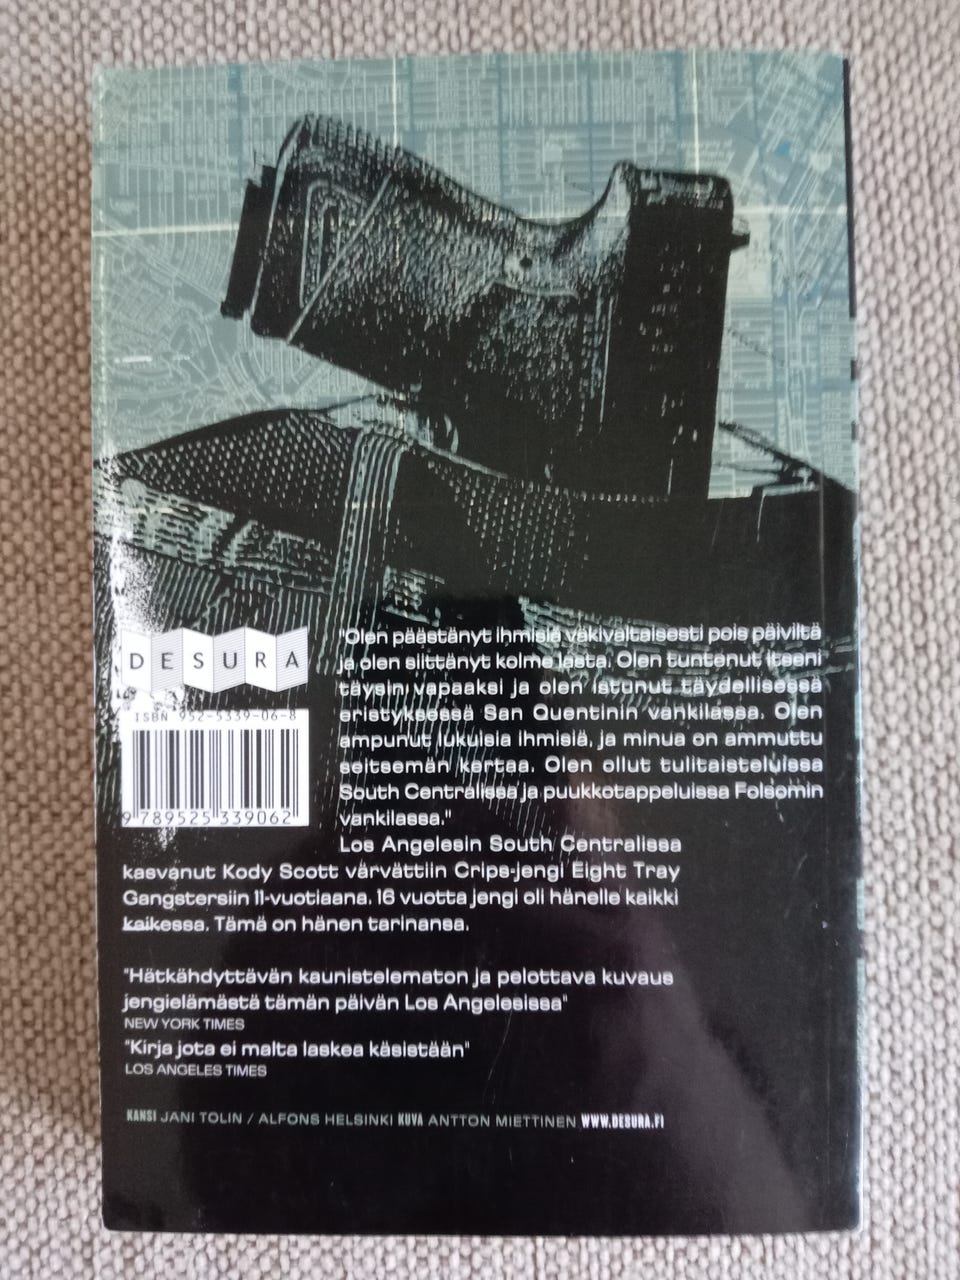 DESURA
ISBN 952-5339-06-8
9 789525 339062
"Olen päästänyt ihmisiä väkivaltaisesti pois päiviltä
ja olen siittänyt kolme lasta. Olen tuntenut itseni
täysin vapaaksi ja olen istunut täydellisessä
eristyksessä San Quentinin vankilassa. Olen
ampunut lukuisia ihmisiä, ja minua on ammuttu
seitsemän kertaa. Olen ollut tulitaisteluissa
South Centralissa ja puukkotappeluissa Folsomin
vankilassa."
Los Angelesin South Centralissa
kasvanut Kody Scott värvättiin Crips-jengi Eight Tray
Gangstersiin 11-vuotiaana. 16 vuotta jengi oli hänelle kaikki
kaikessa. Tämä on hänen tarinansa.
"Hätkähdyttävän kaunistelematon ja pelottava kuvaus
jengielämästä tämän päivän Los Angelesissa"
NEW YORK TIMES
"Kirja jota ei malta laskea käsistään"
LOS ANGELES TIMES
KANSI JANI TOLIN / ALFONS HELSINKI KUVA ANTTON MIETTINEN WWW.DESURA.FI